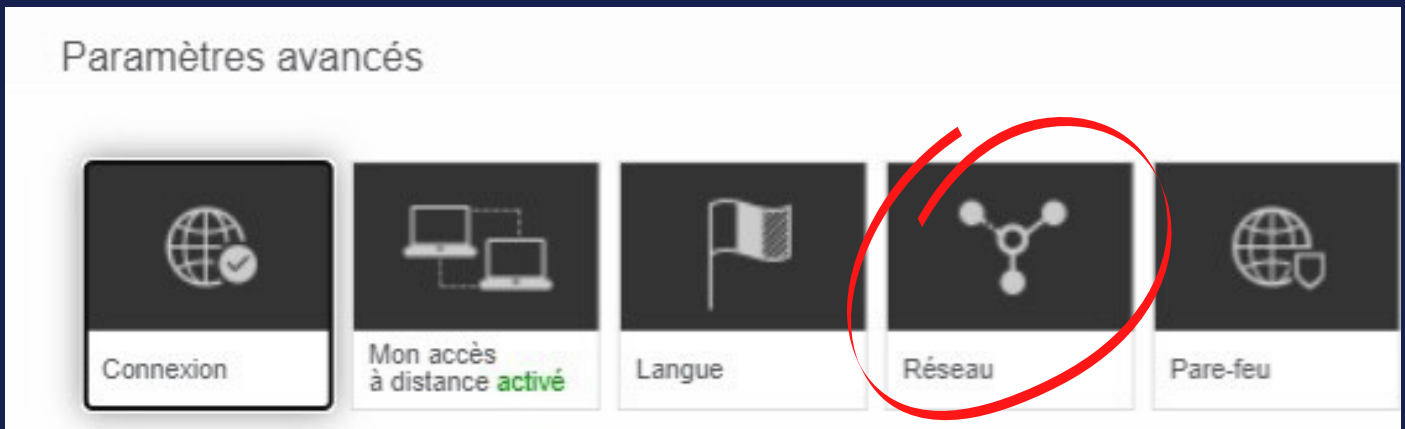 Paramètres avancés
Connexion
Mon accès
à distance activé
Langue
Réseau
Pare-feu